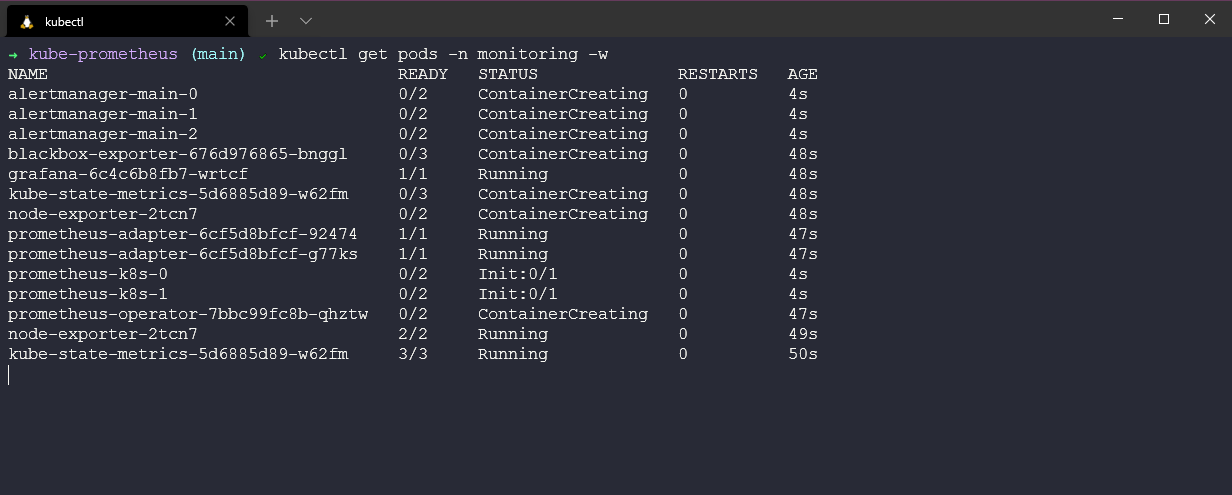 kubectl
→ kube-prometheus (main) ✓ kubectl get pods -n monitoring -w
NAME READY STATUS RESTARTS AGE
alertmanager-main-0 0/2 ContainerCreating 0 4s
alertmanager-main-1 0/2 ContainerCreating 0 4s
alertmanager-main-2 0/2 ContainerCreating 0 4s
blackbox-exporter-676d976865-bnggl 0/3 ContainerCreating 0 48s
grafana-6c4c6b8fb7-wrtcf 1/1 Running 0 48s
kube-state-metrics-5d6885d89-w62fm 0/3 ContainerCreating 0 48s
node-exporter-2tcn7 0/2 ContainerCreating 0 48s
prometheus-adapter-6cf5d8bfcf-92474 1/1 Running 0 47s
prometheus-adapter-6cf5d8bfcf-g77ks 1/1 Running 0 47s
prometheus-k8s-0 0/2 Init:0/1 0 4s
prometheus-k8s-1 0/2 Init:0/1 0 4s
prometheus-operator-7bbc99fc8b-qhztw 0/2 ContainerCreating 0 47s
node-exporter-2tcn7 2/2 Running 0 49s
kube-state-metrics-5d6885d89-w62fm 3/3 Running 0 50s